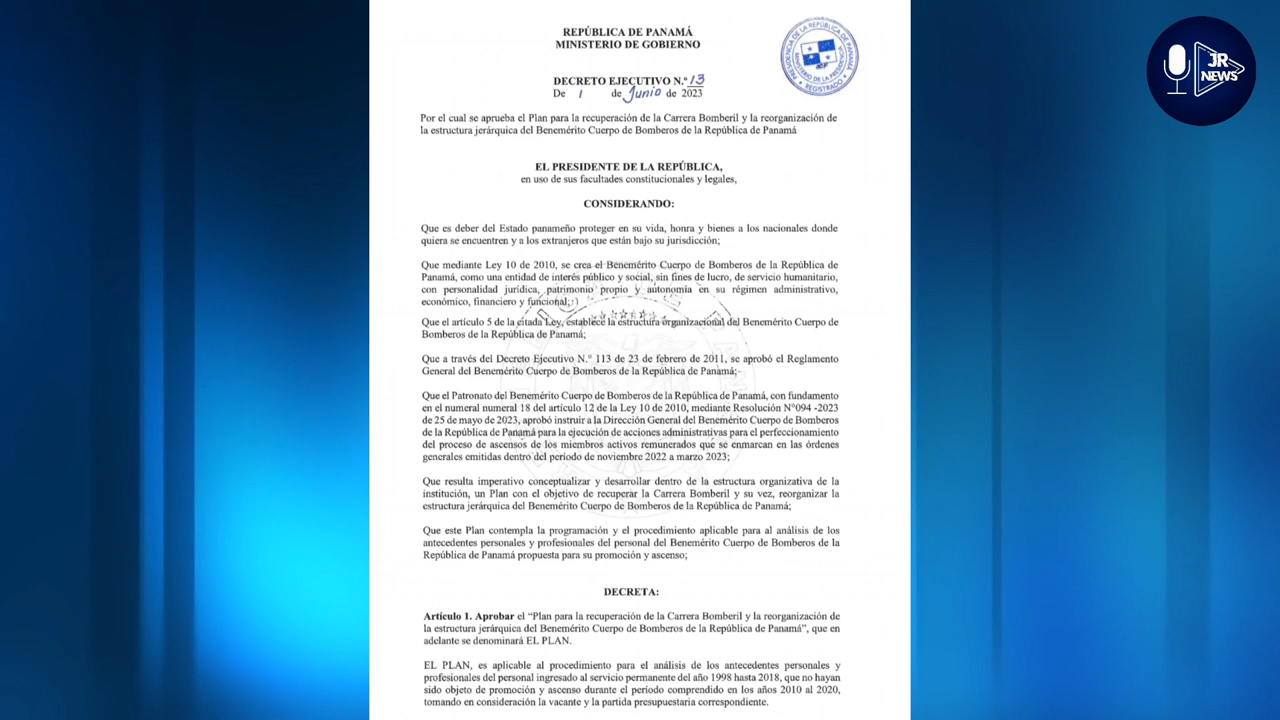 REPÚBLICA DE PANAMÁ
MINISTERIO DE GOBIERNO
PRESIDENCIA DE LA REPÚBLICA DE PANAMÁ
MINISTERIO DE LA PRESIDENCIA
REGISTRADO
JR
NEWS
DECRETO EJECUTIVO N.° 13
De 1 de Junio de 2023
Por el cual se aprueba el Plan para la recuperación de la Carrera Bomberil y la reorganización de
la estructura jerárquica del Benemérito Cuerpo de Bomberos de la República de Panamá
EL PRESIDENTE DE LA REPÚBLICA,
en uso de sus facultades constitucionales y legales,
CONSIDERANDO:
Que es deber del Estado panameño proteger en su vida, honra y bienes a los nacionales donde
quiera se encuentren y a los extranjeros que están bajo su jurisdicción;
Que mediante Ley 10 de 2010, se crea el Benemérito Cuerpo de Bomberos de la República de
Panamá, como una entidad de interés público y social, sin fines de lucro, de servicio humanitario,
con personalidad jurídica, patrimonio propio y autonomía en su régimen administrativo,
económico, financiero y funcional;
Que el artículo 5 de la citada Ley, establece la estructura organizacional del Benemérito Cuerpo de
Bomberos de la República de Panamá;
Que a través del Decreto Ejecutivo N.° 113 de 23 de febrero de 2011, se aprobó el Reglamento
General del Benemérito Cuerpo de Bomberos de la República de Panamá;
Que el Patronato del Benemérito Cuerpo de Bomberos de la República de Panamá, con fundamento
en el numeral numeral 18 del artículo 12 de la Ley 10 de 2010, mediante Resolución N°094 -2023
de 25 de mayo de 2023, aprobó instruir a la Dirección General del Benemérito Cuerpo de Bomberos
de la República de Panamá para la ejecución de acciones administrativas para el perfeccionamiento
del proceso de ascensos de los miembros activos remunerados que se enmarcan en las órdenes
generales emitidas dentro del período de noviembre 2022 a marzo 2023;
Que resulta imperativo conceptualizar y desarrollar dentro de la estructura organizativa de la
institución, un Plan con el objetivo de recuperar la Carrera Bomberil y su vez, reorganizar la
estructura jerárquica del Benemérito Cuerpo de Bomberos de la República de Panamá;
Que este Plan contempla la programación y el procedimiento aplicable para al análisis de los
antecedentes personales y profesionales del personal del Benemérito Cuerpo de Bomberos de la
República de Panamá propuesta para su promoción y ascenso;
DECRETA:
Artículo 1. Aprobar el “Plan para la recuperación de la Carrera Bomberil y la reorganización de
la estructura jerárquica del Benemérito Cuerpo de Bomberos de la República de Panamá”, que en
adelante se denominará EL PLAN.
EL PLAN, es aplicable al procedimiento para el análisis de los antecedentes personales y
profesionales del personal ingresado al servicio permanente del año 1998 hasta 2018, que no hayan
sido objeto de promoción y ascenso durante el período comprendido en los años 2010 al 2020,
tomando en consideración la vacante y la partida presupuestaria correspondiente.